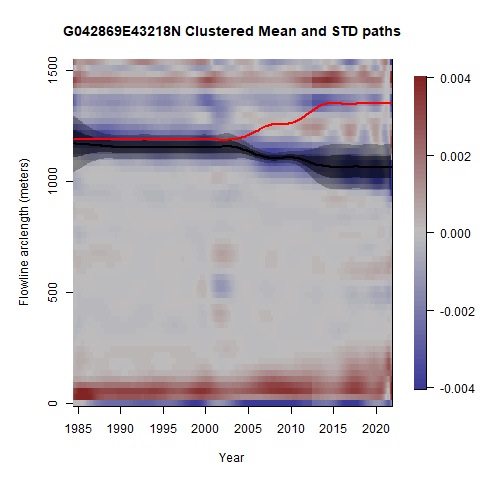 G042869E43218N Clustered Mean and STD paths
Flowline arclength (meters)
1500
1000
500
0
1985 1990 1995 2000 2005 2010 2015 2020
Year
0.004
0.002
0.000
-0.002
-0.004